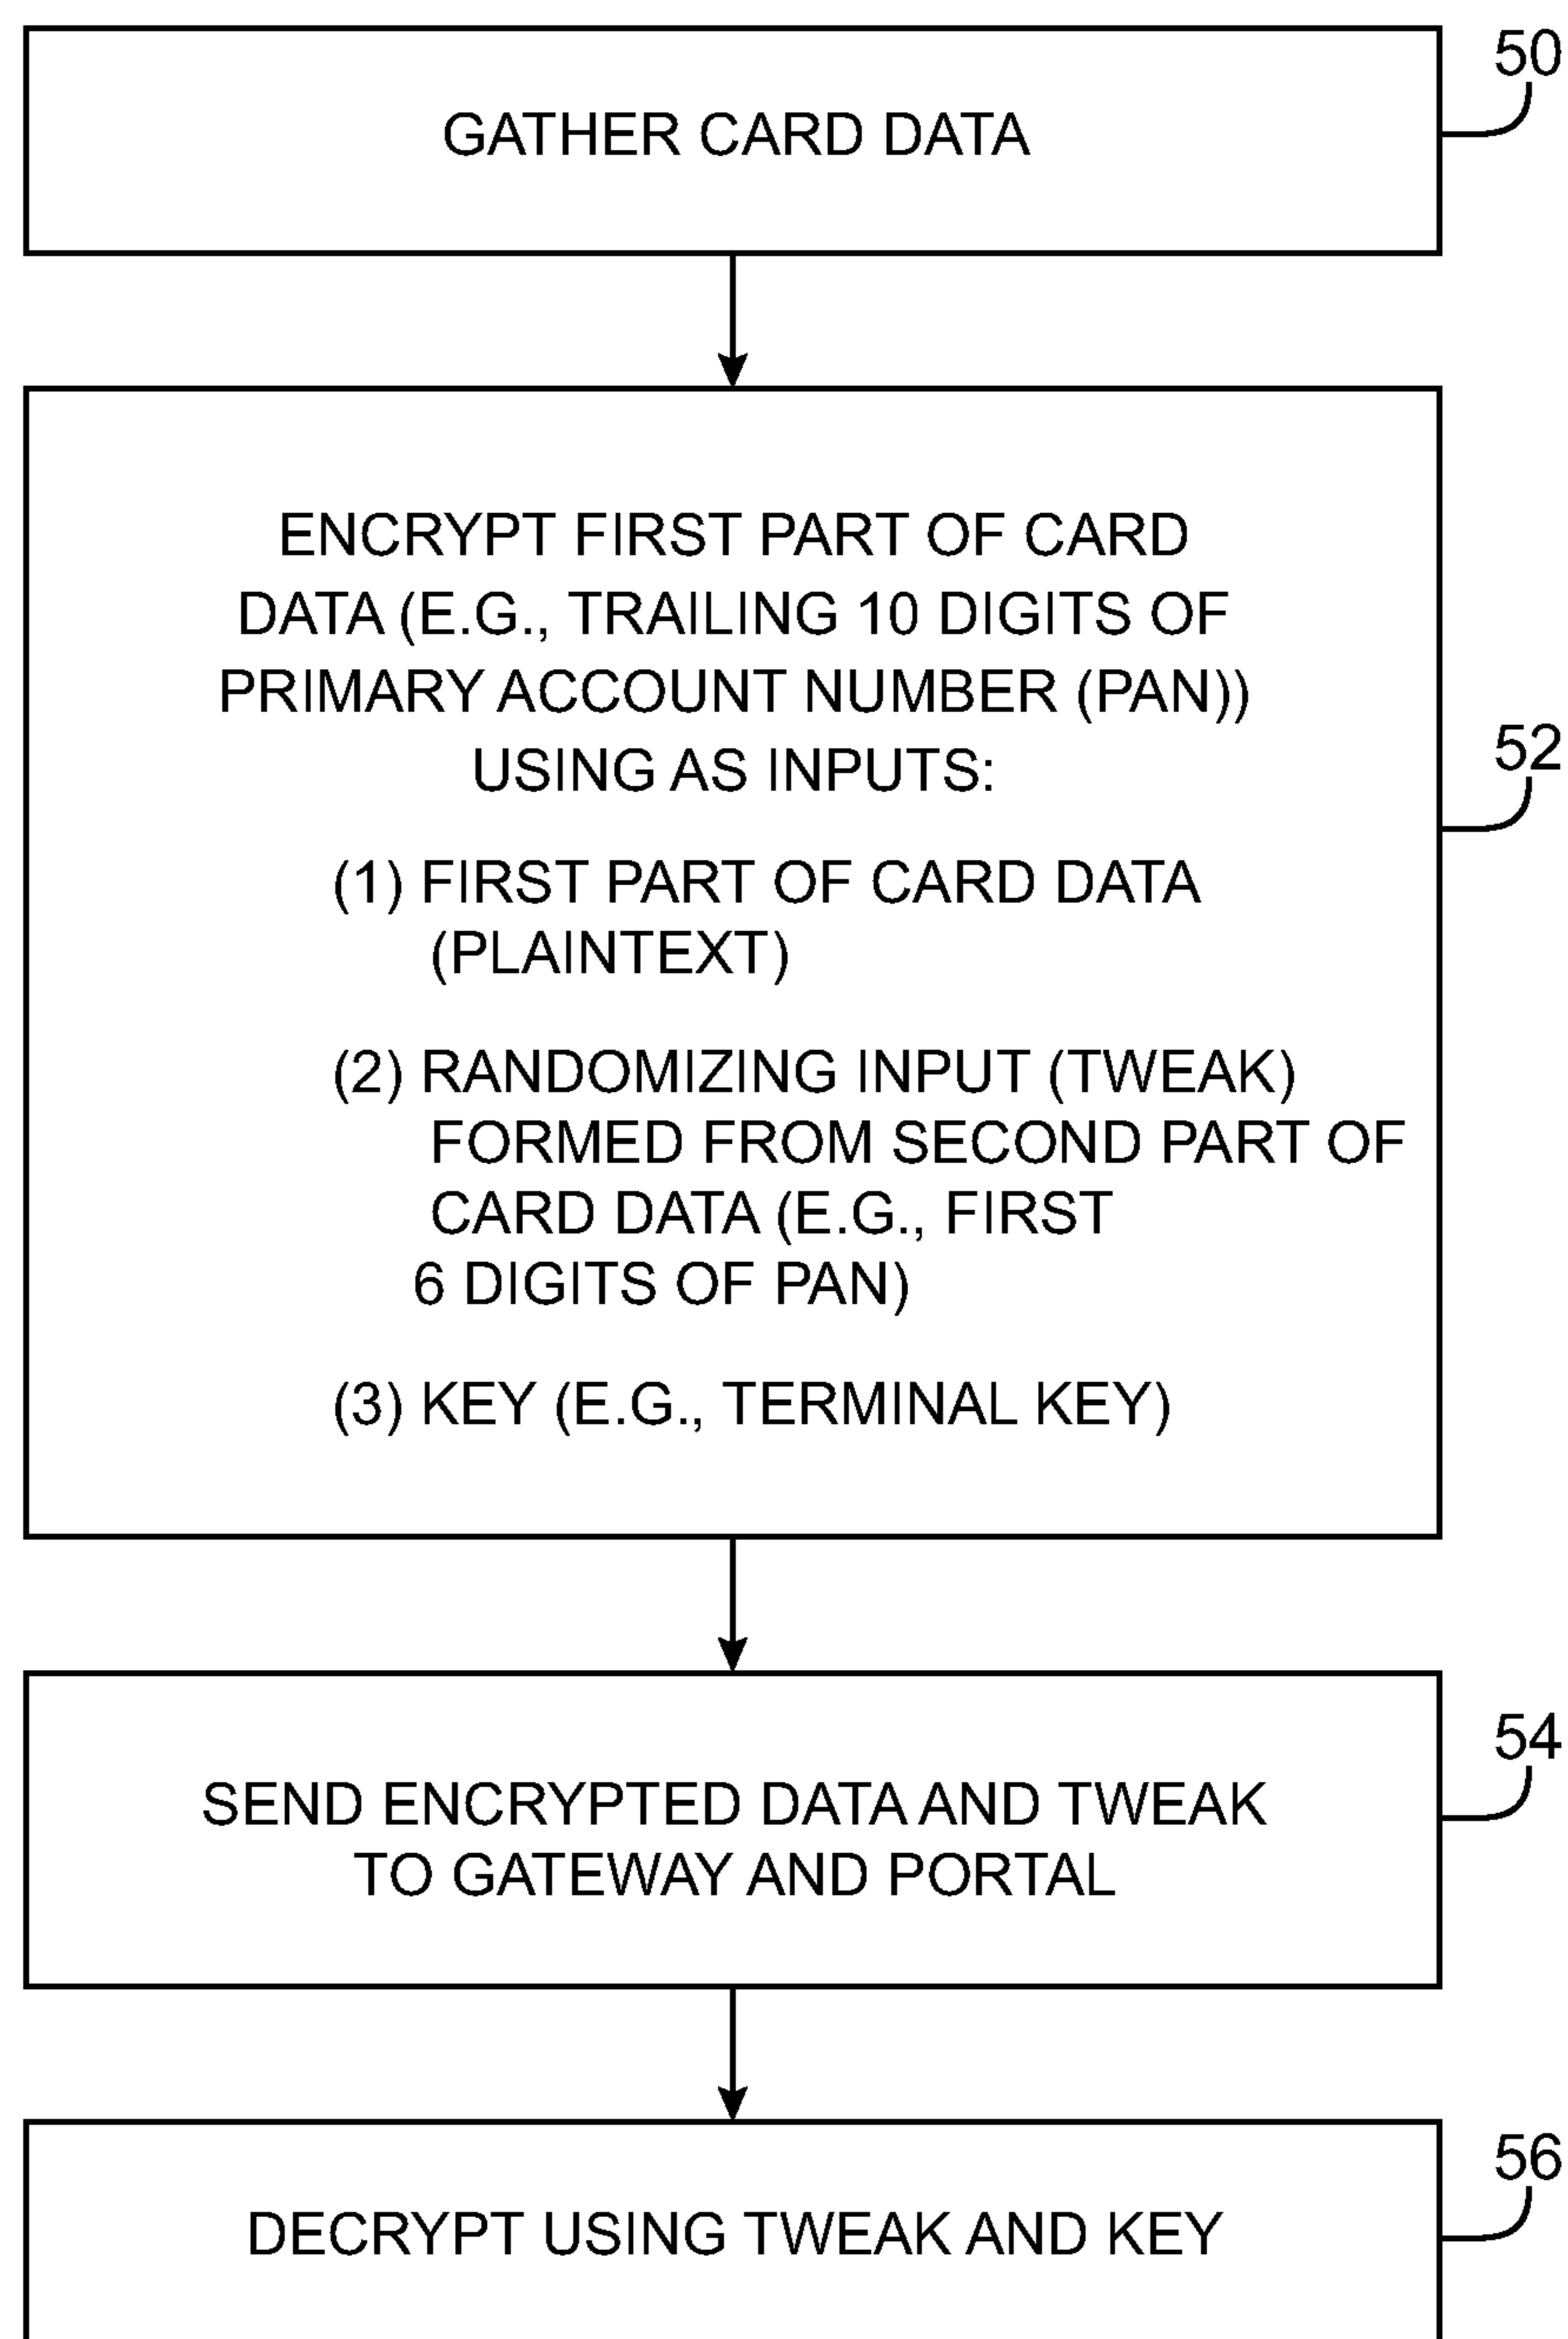 50
GATHER CARD DATA
ENCRYPT FIRST PART OF CARD
DATA (E.G., TRAILING 10 DIGITS OF
PRIMARY ACCOUNT NUMBER (PAN))
USING AS INPUTS:
52
(1) FIRST PART OF CARD DATA
(PLAINTEXT)
(2) RANDOMIZING INPUT (TWEAK)
FORMED FROM SECOND PART OF
CARD DATA (E.G., FIRST
6 DIGITS OF PAN)
(3) KEY (E.G., TERMINAL KEY)
54
SEND ENCRYPTED DATA AND TWEAK
TO GATEWAY AND PORTAL
56
DECRYPT USING TWEAK AND KEY